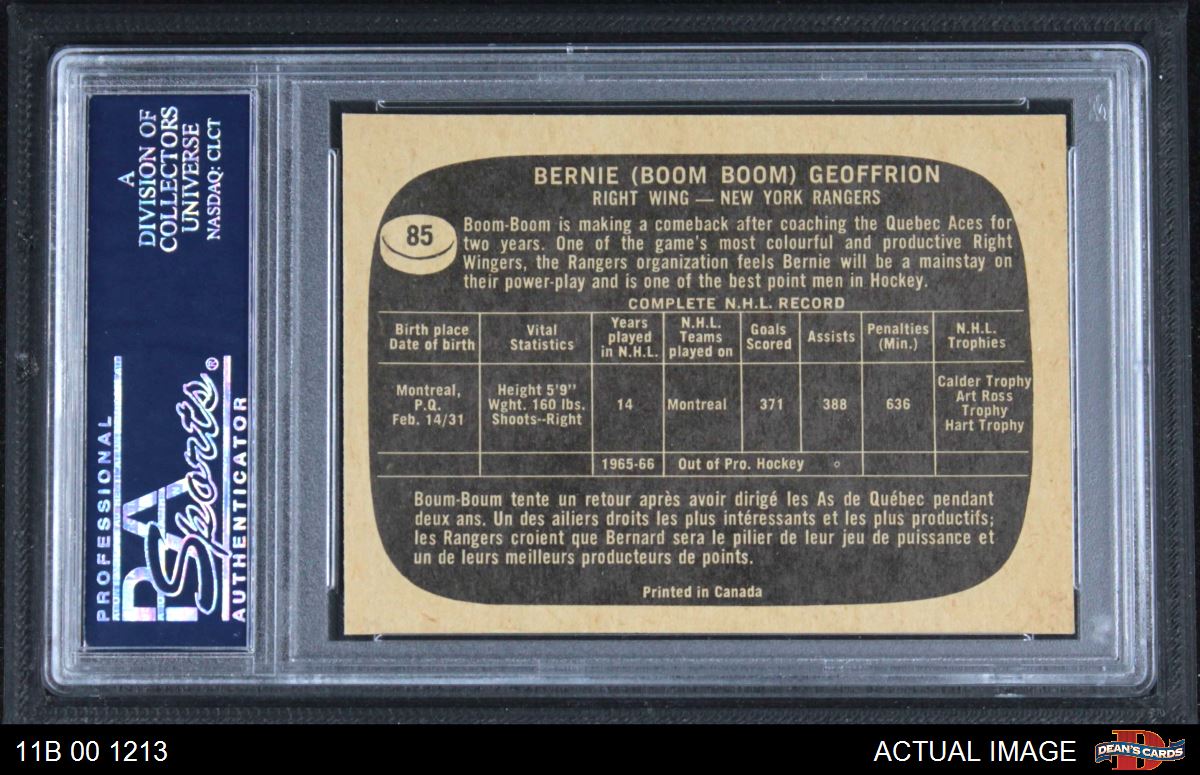 A
DIVISION OF
COLLECTORS
UNIVERSE
NASDAQ: CLCT
PROFESSIONAL
PSA
Sports®
AUTHENTICATOR
BERNIE (BOOM BOOM) GEOFFRION
RIGHT WING — NEW YORK RANGERS
85
Boom-Boom is making a comeback after coaching the Quebec Aces for
two years. One of the game's most colourful and productive Right
Wingers, the Rangers organization feels Bernie will be a mainstay on
their power-play and is one of the best point men in Hockey.
COMPLETE N.H.L. RECORD
Birth place
Date of birth
Vital
Statistics
Years
played
in N.H.L.
N.H.L.
Teams
played on
Goals
Scored
Assists
Penalties
(Min.)
N.H.L.
Trophies
Montreal,
P.Q.
Feb. 14/31
Height 5'9"
Wght. 160 lbs.
Shoots--Right
14
Montreal
371
388
636
Calder Trophy
Art Ross
Trophy
Hart Trophy
1965-66 Out of Pro. Hockey
Boum-Boum tente un retour après avoir dirigé les As de Québec pendant
deux ans. Un des ailiers droits les plus intéressants et les plus productifs;
les Rangers croient que Bernard sera le pilier de leur jeu de puissance et
un de leurs meilleurs producteurs de points.
Printed in Canada
11B 00 1213
ACTUAL IMAGE
DEAN'S CARDS